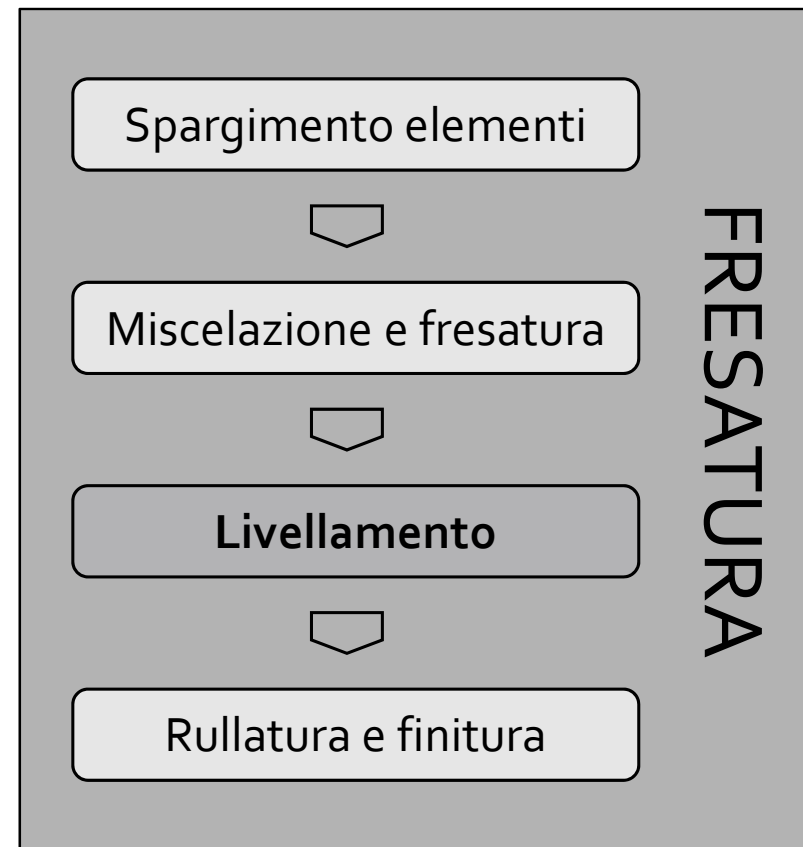 Spargimento elementi
Miscelazione e fresatura
Livellamento
Rullatura e finitura
FRESATURA